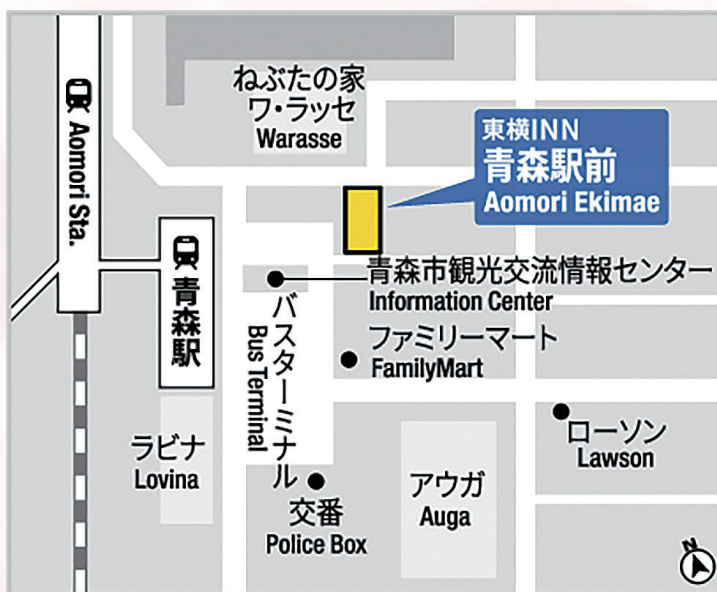 Aomori Sta.
ねぶたの家
ワ・ラッセ
Warasse
東横INN
青森駅前
Aomori Ekimae
青森駅
青森市観光交流情報センター
Information Center
バスターミナル
Bus Terminal
ファミリーマート
FamilyMart
ラビナ
Lovina
ローソン
Lawson
アウガ
Auga
交番
Police Box
N